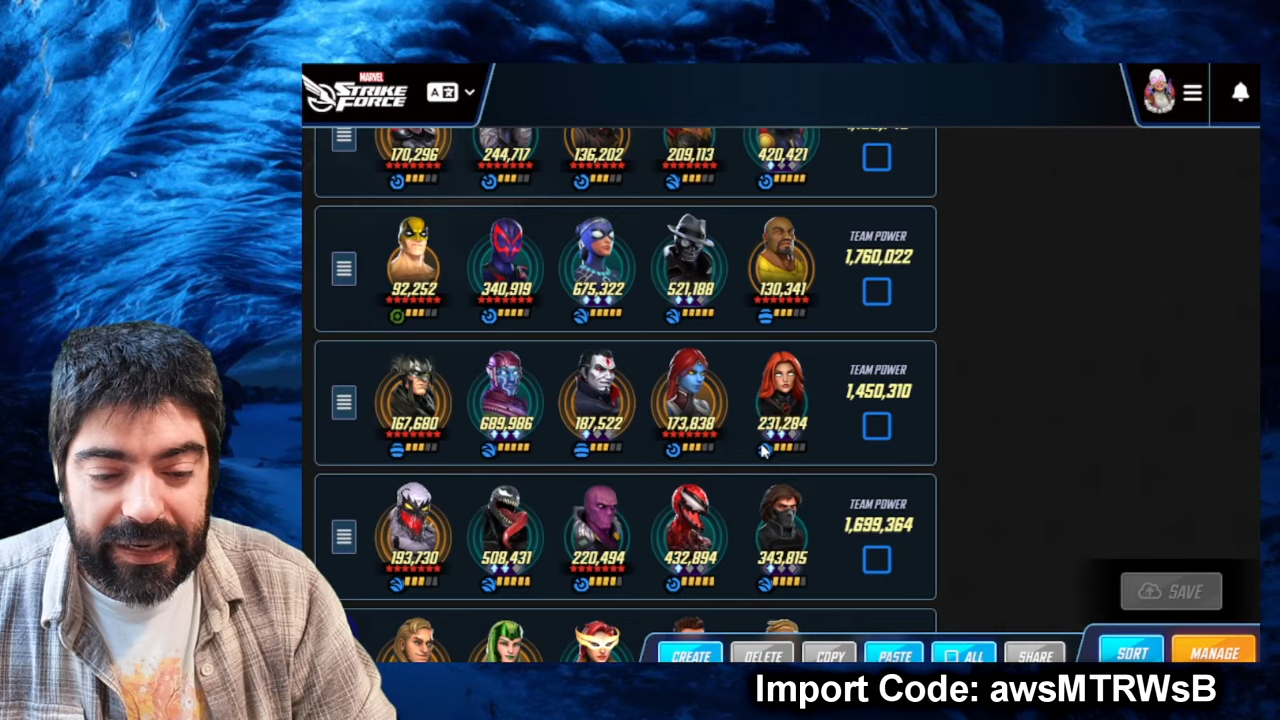 MARVEL
STRIKE
FORCE
A
170,296 244,717 136,202 209,113 420,421
TEAM POWER
1,760,022
92,252 340,919 675,322 521,188 130,341
TEAM POWER
1,450,310
167,680 689,986 187,522 173,838 231,284
TEAM POWER
1,699,364
193,730 508,431 220,494 432,894 343,815
SAVE
CREATE DELETE COPY PASTE ALL SHARE SORT MANAGE
Import Code: awsMTRWsB